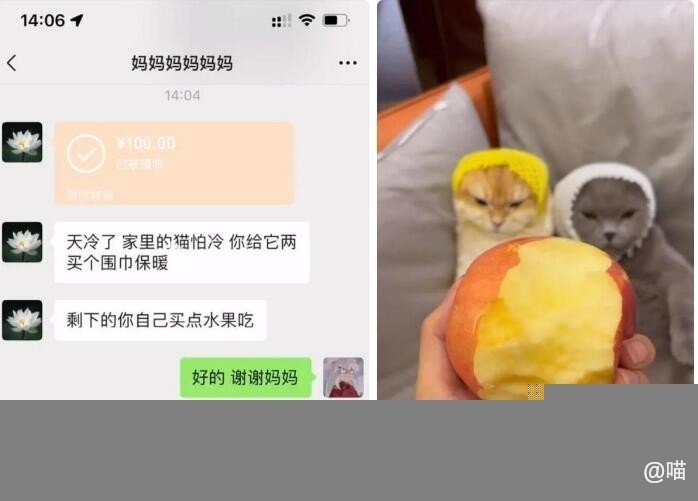 14:06
妈妈妈妈妈妈
14:04
¥100.00
已被接收
天冷了 家里的猫怕冷 你给它两
买个围巾保暖
剩下的你自己买点水果吃
好的 谢谢妈妈
@喵